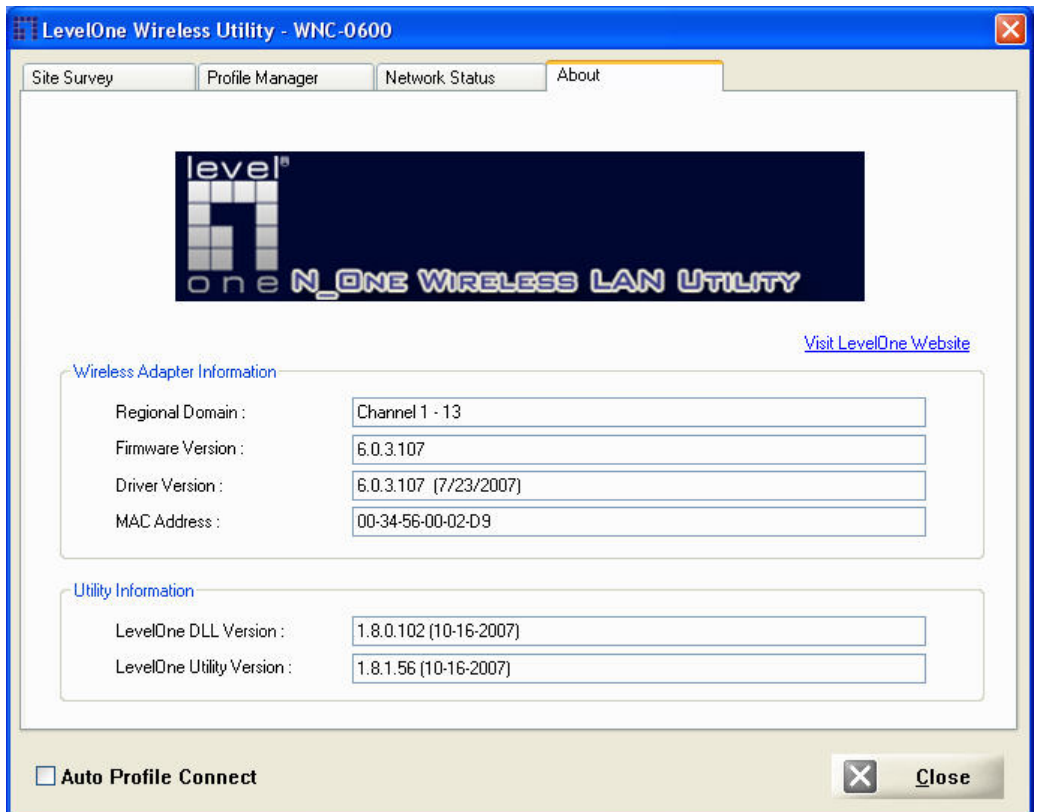 LevelOne Wireless Utility - WNC-0600
Site Survey
Profile Manager
Network Status
About
level®
one
N_One Wireless LAN Utility
Visit LevelOne Website
Wireless Adapter Information
Regional Domain : Channel 1 - 13
Firmware Version : 6.0.3.107
Driver Version : 6.0.3.107 (7/23/2007)
MAC Address : 00-34-56-00-02-D9
Utility Information
LevelOne DLL Version : 1.8.0.102 (10-16-2007)
LevelOne Utility Version : 1.8.1.56 (10-16-2007)
Auto Profile Connect
Close